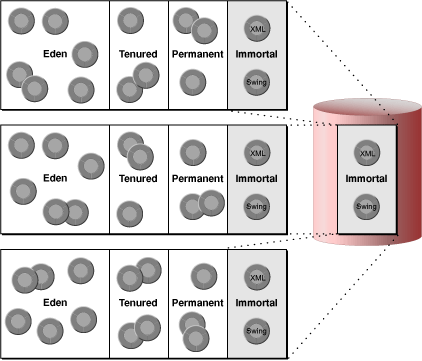 XML
Eden Tenured Permanent Immortal
Swing
XML
Eden Tenured Permanent Immortal
Swing
XML
Immortal
Swing
XML
Eden Tenured Permanent Immortal
Swing